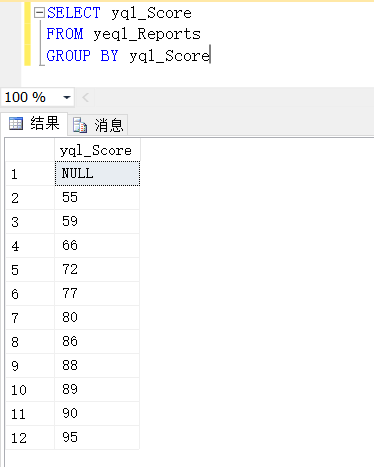 SELECT yql_Score
FROM yeql_Reports
GROUP BY yql_Score
100 %
结果 消息
yql_Score
1 NULL
2 55
3 59
4 66
5 72
6 77
7 80
8 86
9 88
10 89
11 90
12 95